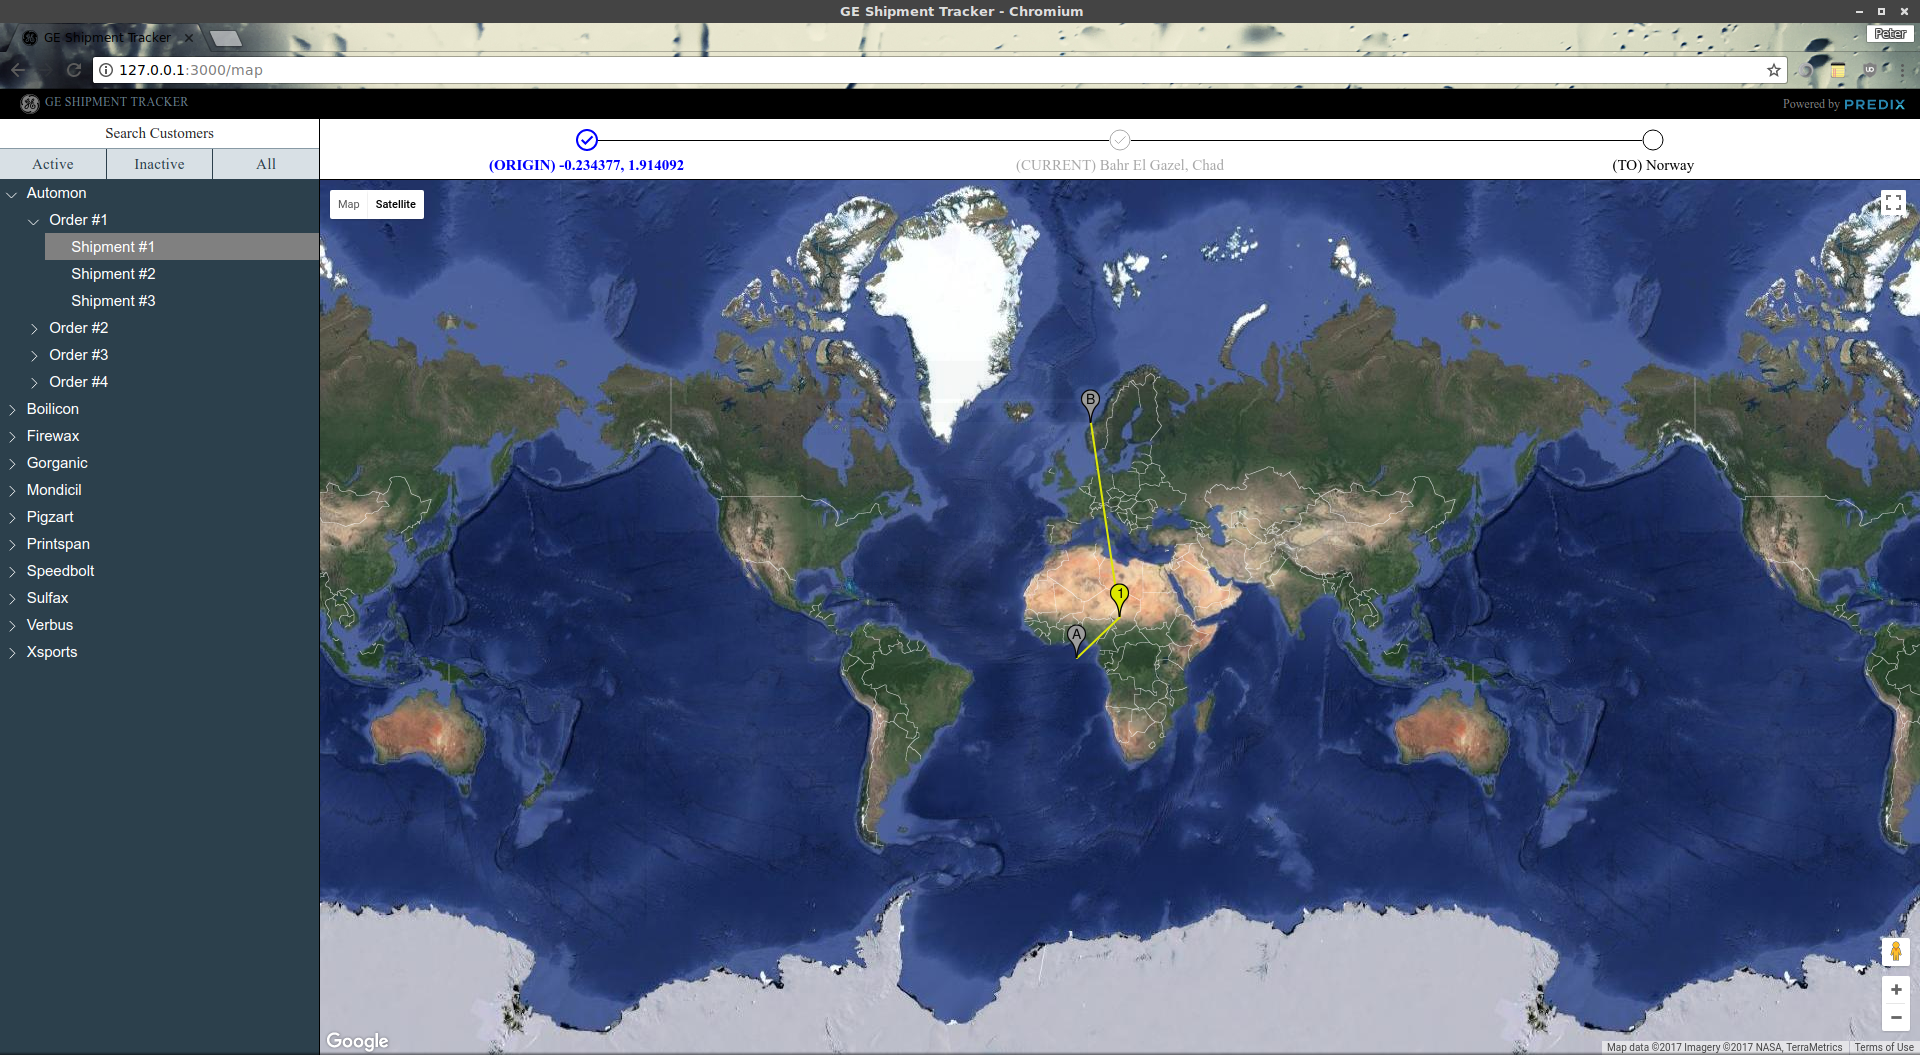 GE Shipment Tracker - Chromium
GE Shipment Tracker
Peter
127.0.0.1:3000/map
GE SHIPMENT TRACKER
Powered by PREDIX
Search Customers
Active Inactive All
(ORIGIN) -0.234377, 1.914092
(CURRENT) Bahr El Gazel, Chad
(TO) Norway
Automon
Order #1
Shipment #1
Shipment #2
Shipment #3
Order #2
Order #3
Order #4
Boilicon
Firewax
Gorganic
Mondicil
Pigzart
Printspan
Speedbolt
Sulfax
Verbus
Xsports
Map Satellite
B
1
A
Google
Map data ©2017 Imagery ©2017 NASA, TerraMetrics Terms of Use